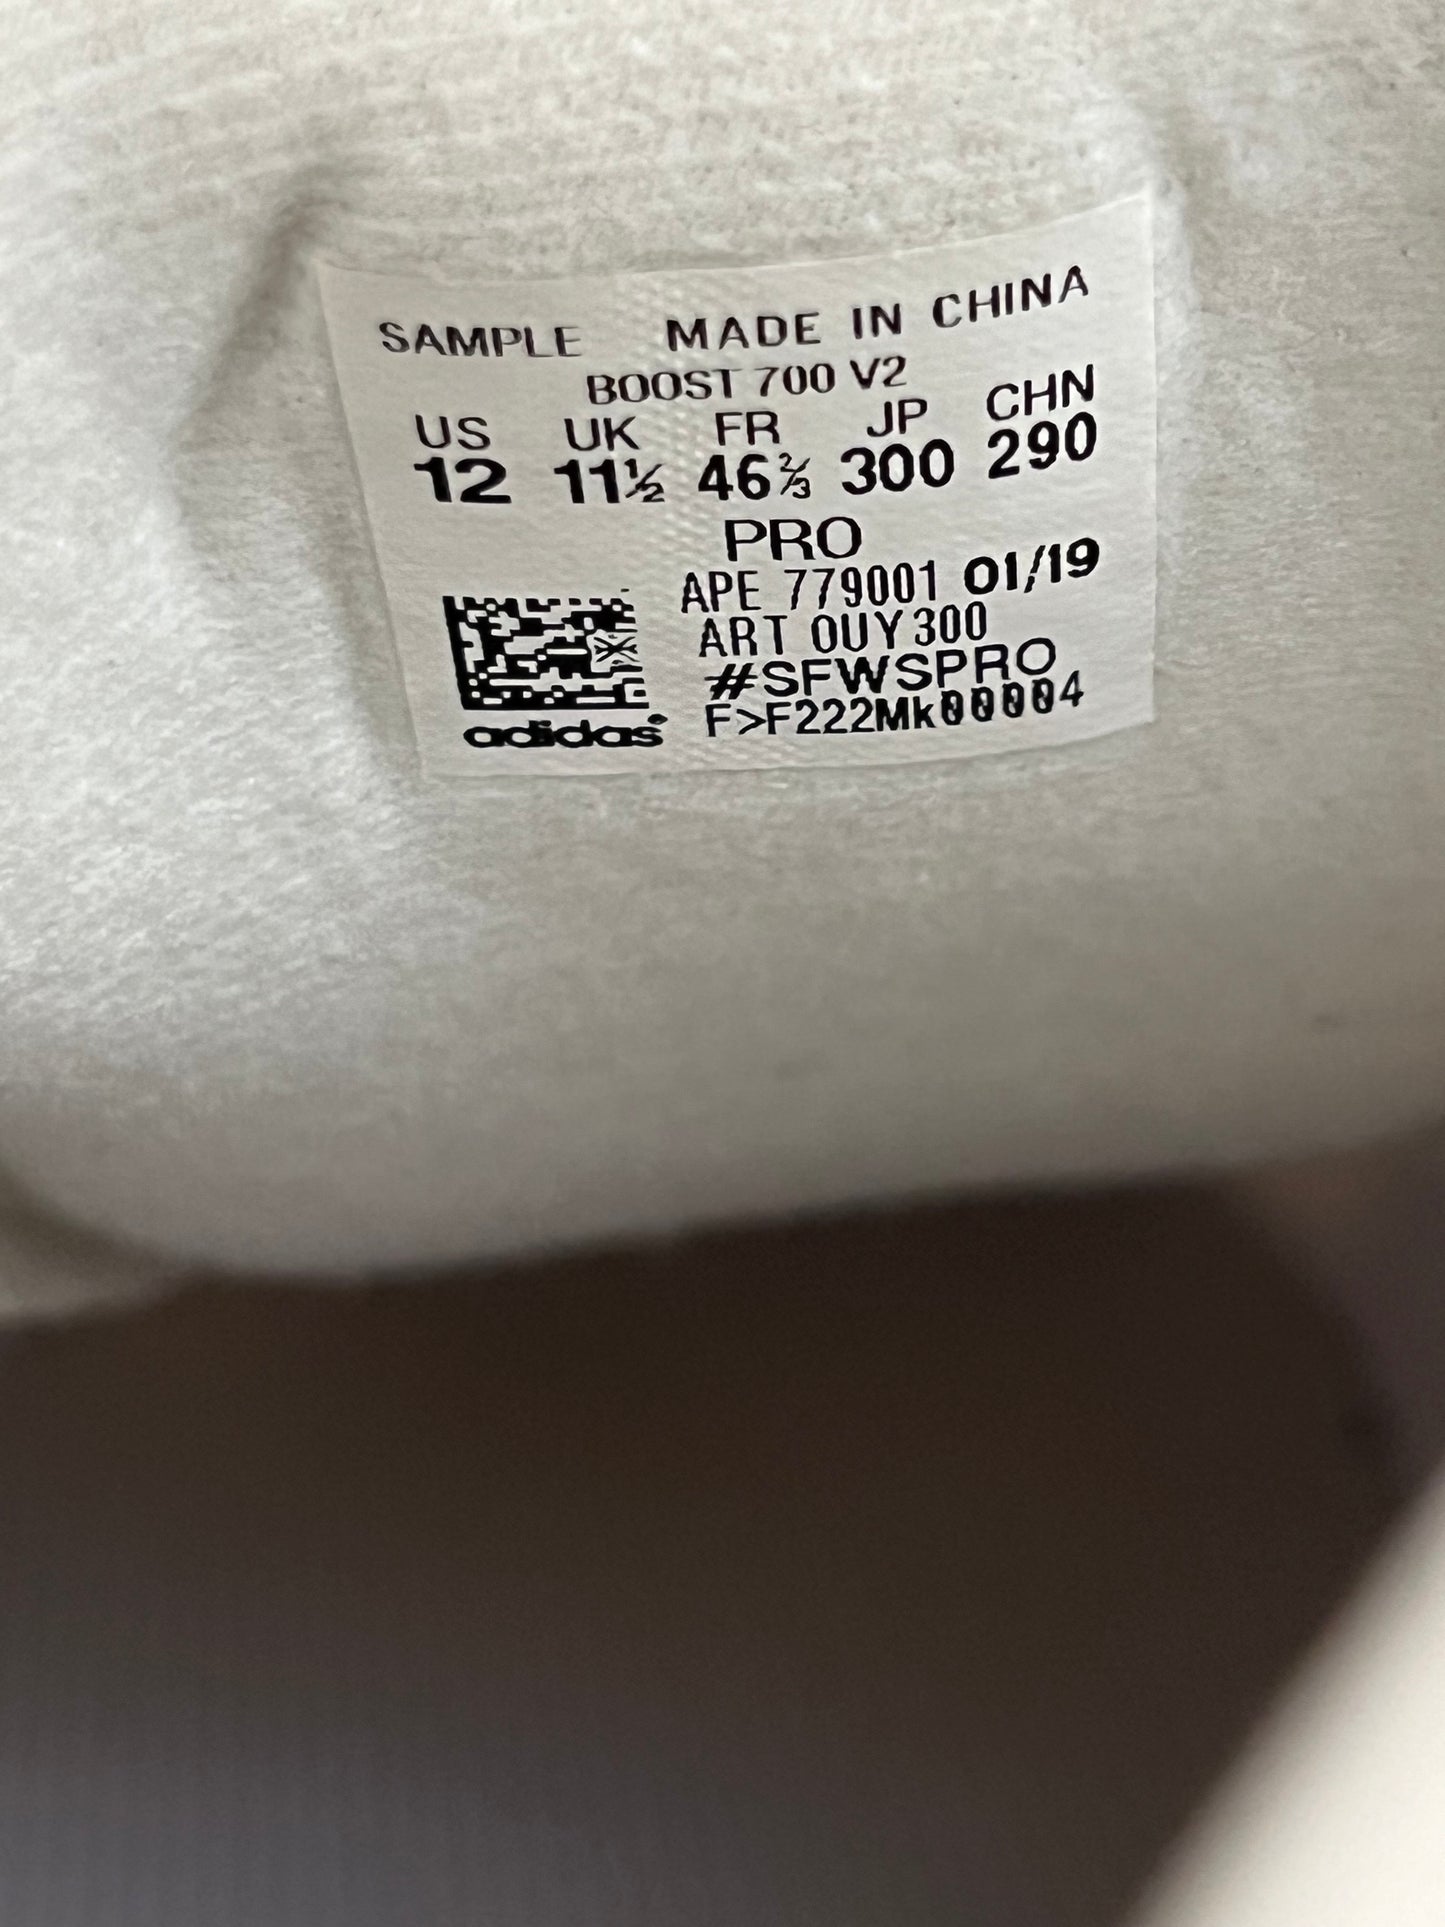 SAMPLE MADE IN CHINA
BOOST 700 V2
US UK FR JP CHN
12 11½ 46⅔ 300 290
PRO
APE 779001 01/19
ART OUY300
#SFWSPRO
F>F222Mk00004
adidas